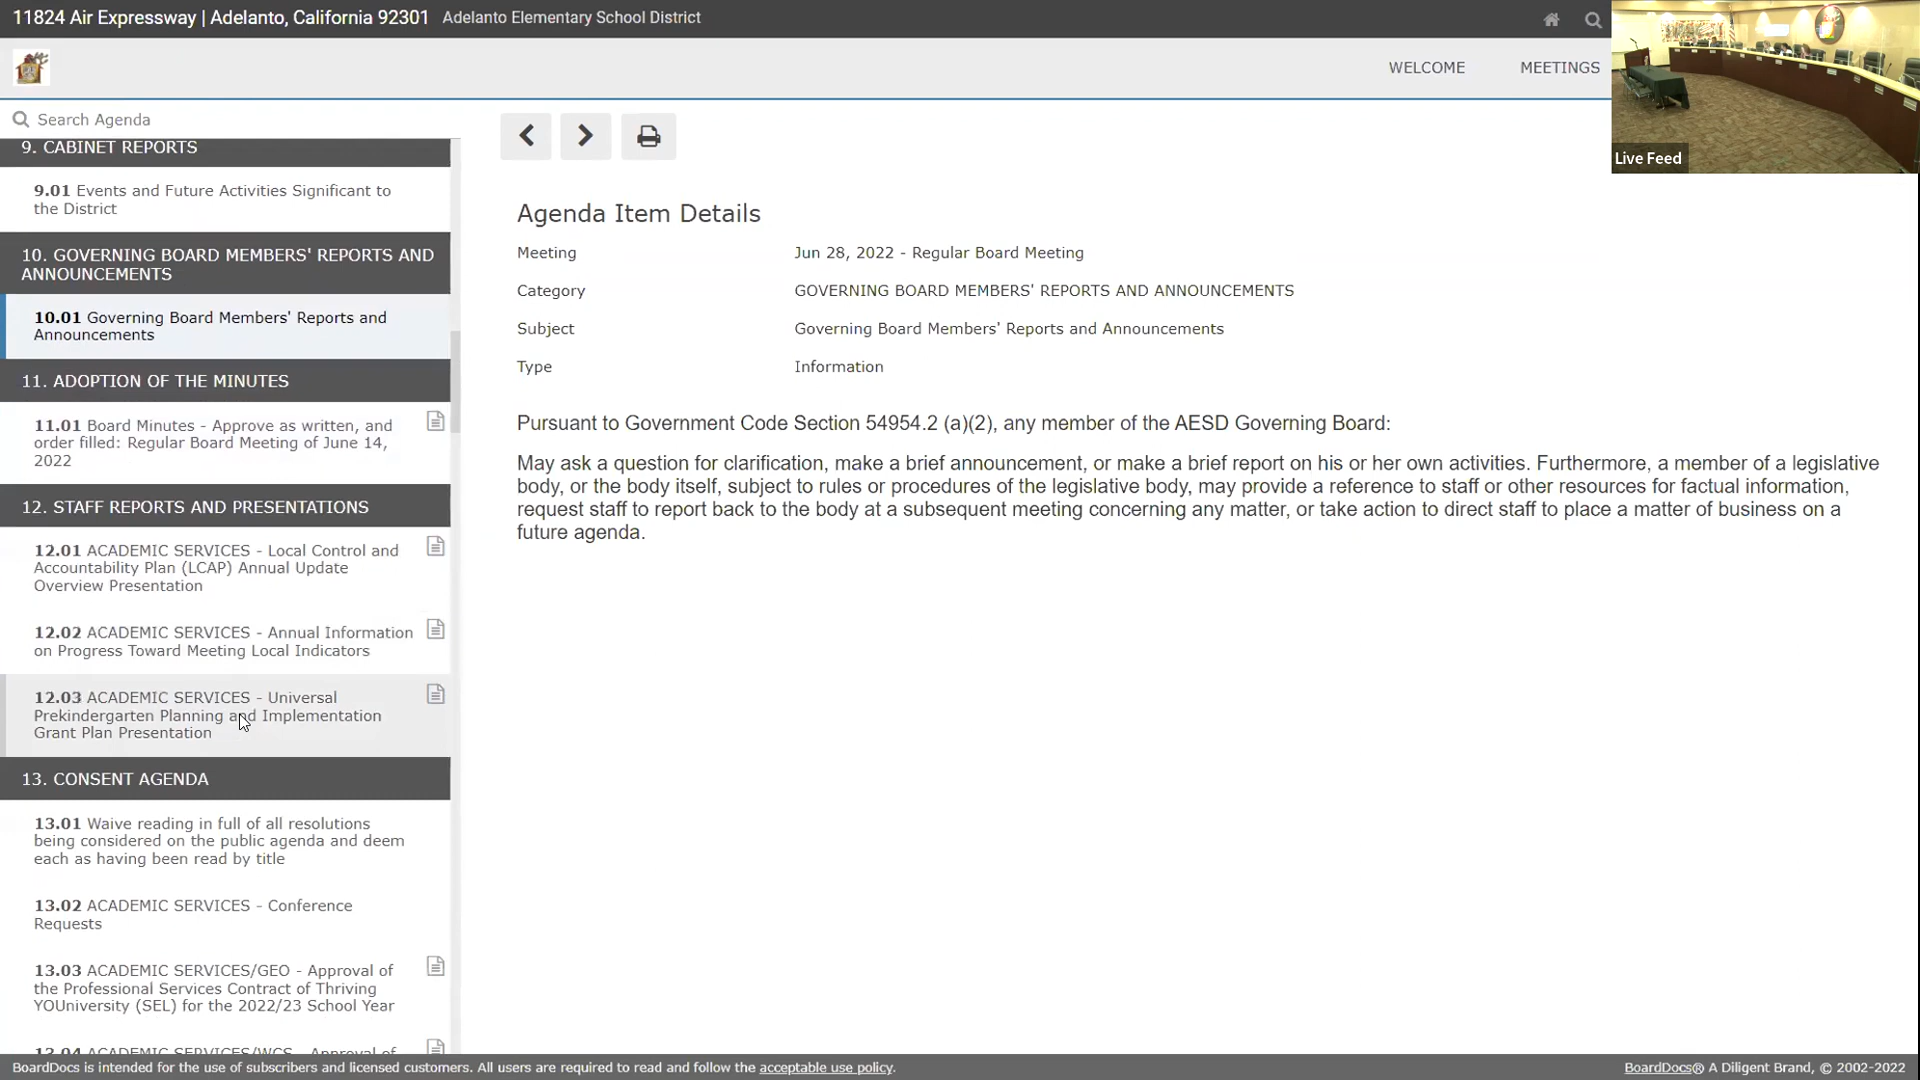 11824 Air Expressway | Adelanto, California 92301 Adelanto Elementary School District
WELCOME MEETINGS
Live Feed
Search Agenda
9. CABINET REPORTS
9.01 Events and Future Activities Significant to
the District
10. GOVERNING BOARD MEMBERS' REPORTS AND
ANNOUNCEMENTS
10.01 Governing Board Members' Reports and
Announcements
11. ADOPTION OF THE MINUTES
11.01 Board Minutes - Approve as written, and
order filled: Regular Board Meeting of June 14,
2022
12. STAFF REPORTS AND PRESENTATIONS
12.01 ACADEMIC SERVICES - Local Control and
Accountability Plan (LCAP) Annual Update
Overview Presentation
12.02 ACADEMIC SERVICES - Annual Information
on Progress Toward Meeting Local Indicators
12.03 ACADEMIC SERVICES - Universal
Prekindergarten Planning and Implementation
Grant Plan Presentation
13. CONSENT AGENDA
13.01 Waive reading in full of all resolutions
being considered on the public agenda and deem
each as having been read by title
13.02 ACADEMIC SERVICES - Conference
Requests
13.03 ACADEMIC SERVICES/GEO - Approval of
the Professional Services Contract of Thriving
YOUniversity (SEL) for the 2022/23 School Year
13.04 ACADEMIC SERVICES/WCS - Approval of
Agenda Item Details
Meeting Jun 28, 2022 - Regular Board Meeting
Category GOVERNING BOARD MEMBERS' REPORTS AND ANNOUNCEMENTS
Subject Governing Board Members' Reports and Announcements
Type Information
Pursuant to Government Code Section 54954.2 (a)(2), any member of the AESD Governing Board:
May ask a question for clarification, make a brief announcement, or make a brief report on his or her own activities. Furthermore, a member of a legislative
body, or the body itself, subject to rules or procedures of the legislative body, may provide a reference to staff or other resources for factual information,
request staff to report back to the body at a subsequent meeting concerning any matter, or take action to direct staff to place a matter of business on a
future agenda.
BoardDocs is intended for the use of subscribers and licensed customers. All users are required to read and follow the acceptable use policy. BoardDocs® A Diligent Brand, © 2002-2022